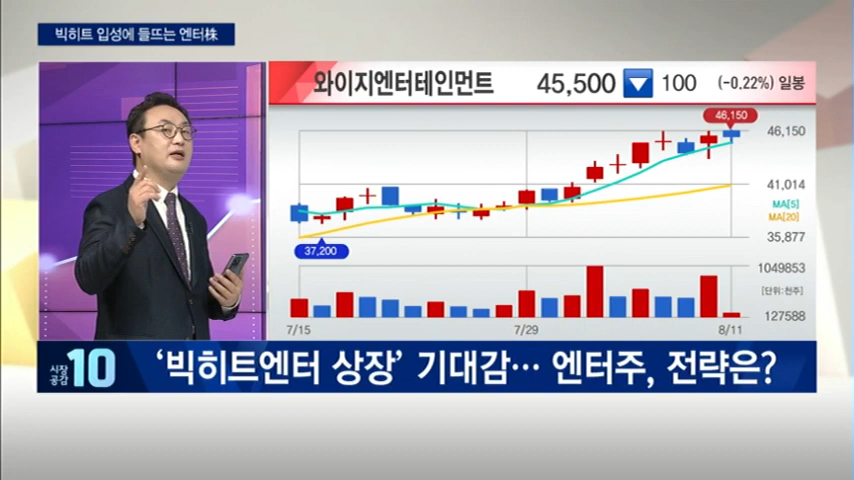 빅히트 입성에 들뜨는 엔터株
와이지엔터테인먼트 45,500 ▼ 100 (-0.22%) 일봉
46,150
46,150
41,014
MA[5]
MA[20]
37,200
35,877
1049853
[단위:천주]
127588
7/15 7/29 8/11
시장공감 10
'빅히트엔터 상장' 기대감… 엔터주, 전략은?